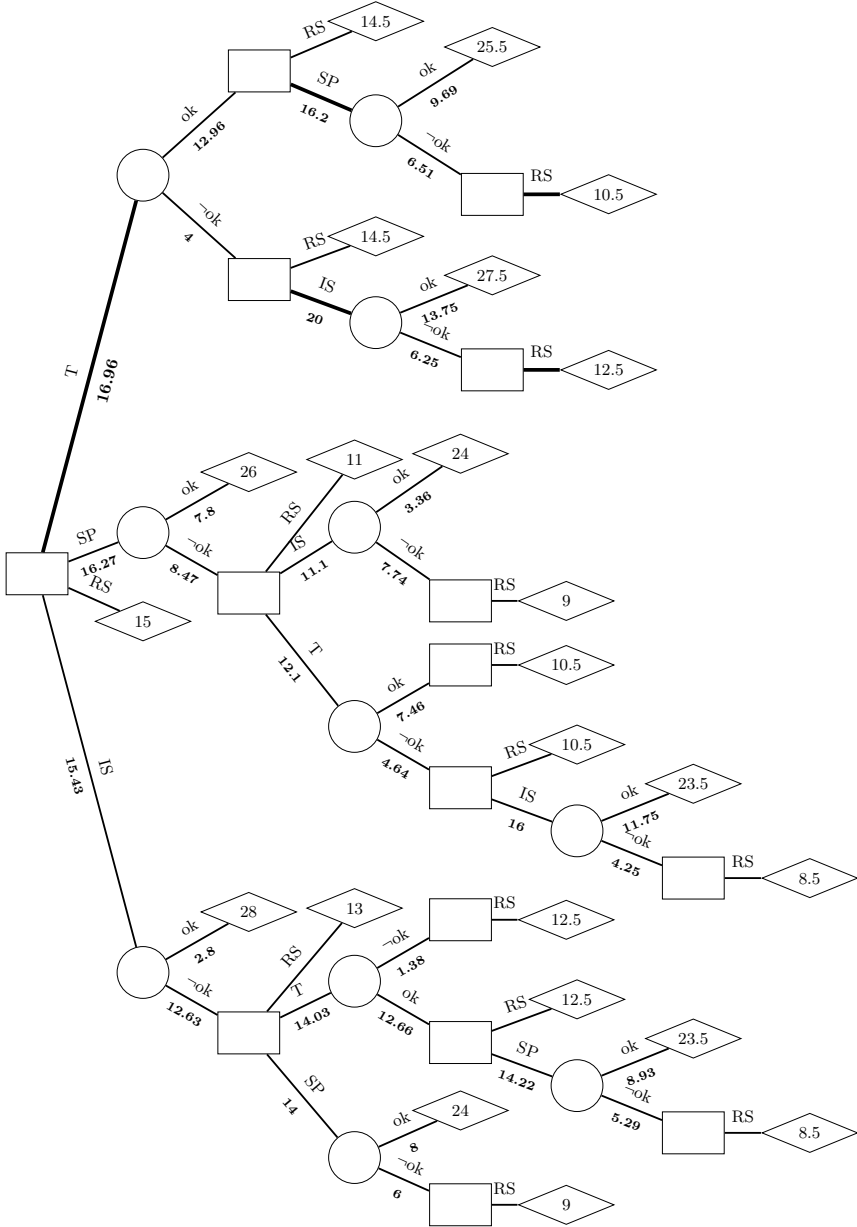 RS
14.5
SP
16.2
ok
25.5
9.69
¬ok
6.51
RS
10.5
ok
12.96
¬ok
4
RS
14.5
IS
20
ok
27.5
13.75
¬ok
6.25
RS
12.5
T
16.96
SP
16.27
ok
26
7.8
¬ok
8.47
RS
11
IS
11.1
ok
24
3.36
¬ok
7.74
RS
9
RS
15
T
12.1
ok
7.46
RS
10.5
¬ok
4.64
RS
10.5
IS
16
ok
23.5
11.75
¬ok
4.25
RS
8.5
IS
15.43
ok
28
2.8
¬ok
12.63
RS
13
T
14.03
¬ok
1.38
RS
12.5
ok
12.66
RS
12.5
SP
14.22
ok
23.5
8.93
¬ok
5.29
RS
8.5
SP
14
ok
24
8
¬ok
6
RS
9